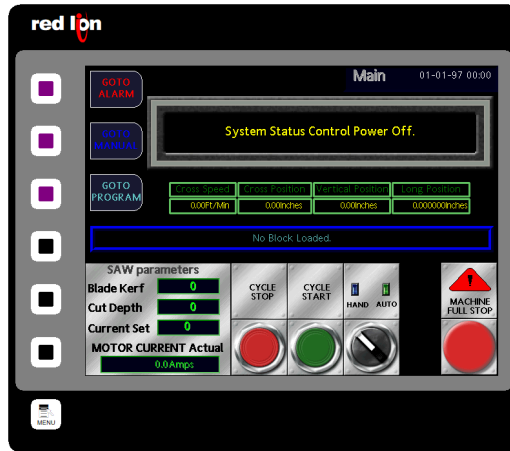 red lion
GOTO
ALARM
Main
01-01-97 00:00
GOTO
MANUAL
System Status Control Power Off.
GOTO
PROGRAM
Cross Speed
Cross Position
Vertical Position
Long Position
0.00Ft/Min
0.00Inches
0.00Inches
0.000000Inches
No Block Loaded.
SAW parameters
Blade Kerf 0
Cut Depth 0
Current Set 0
MOTOR CURRENT Actual
0.0Amps
CYCLE
STOP
CYCLE
START
HAND AUTO
MACHINE
FULL STOP
MENU